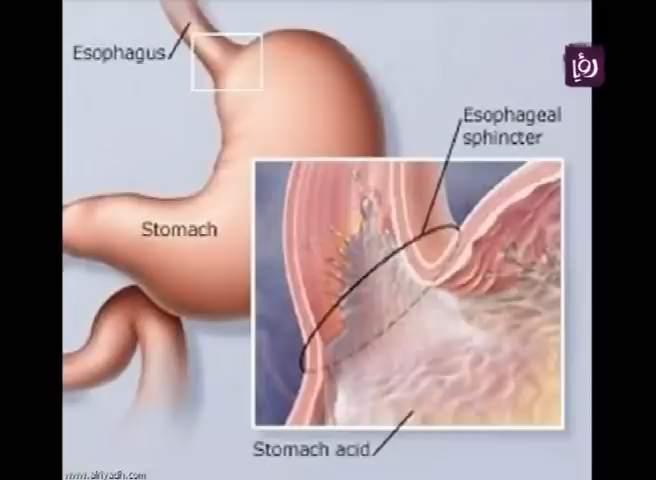 Esophagus
رؤيا
Esophageal
sphincter
Stomach
Stomach acid
www.alriyadh.com